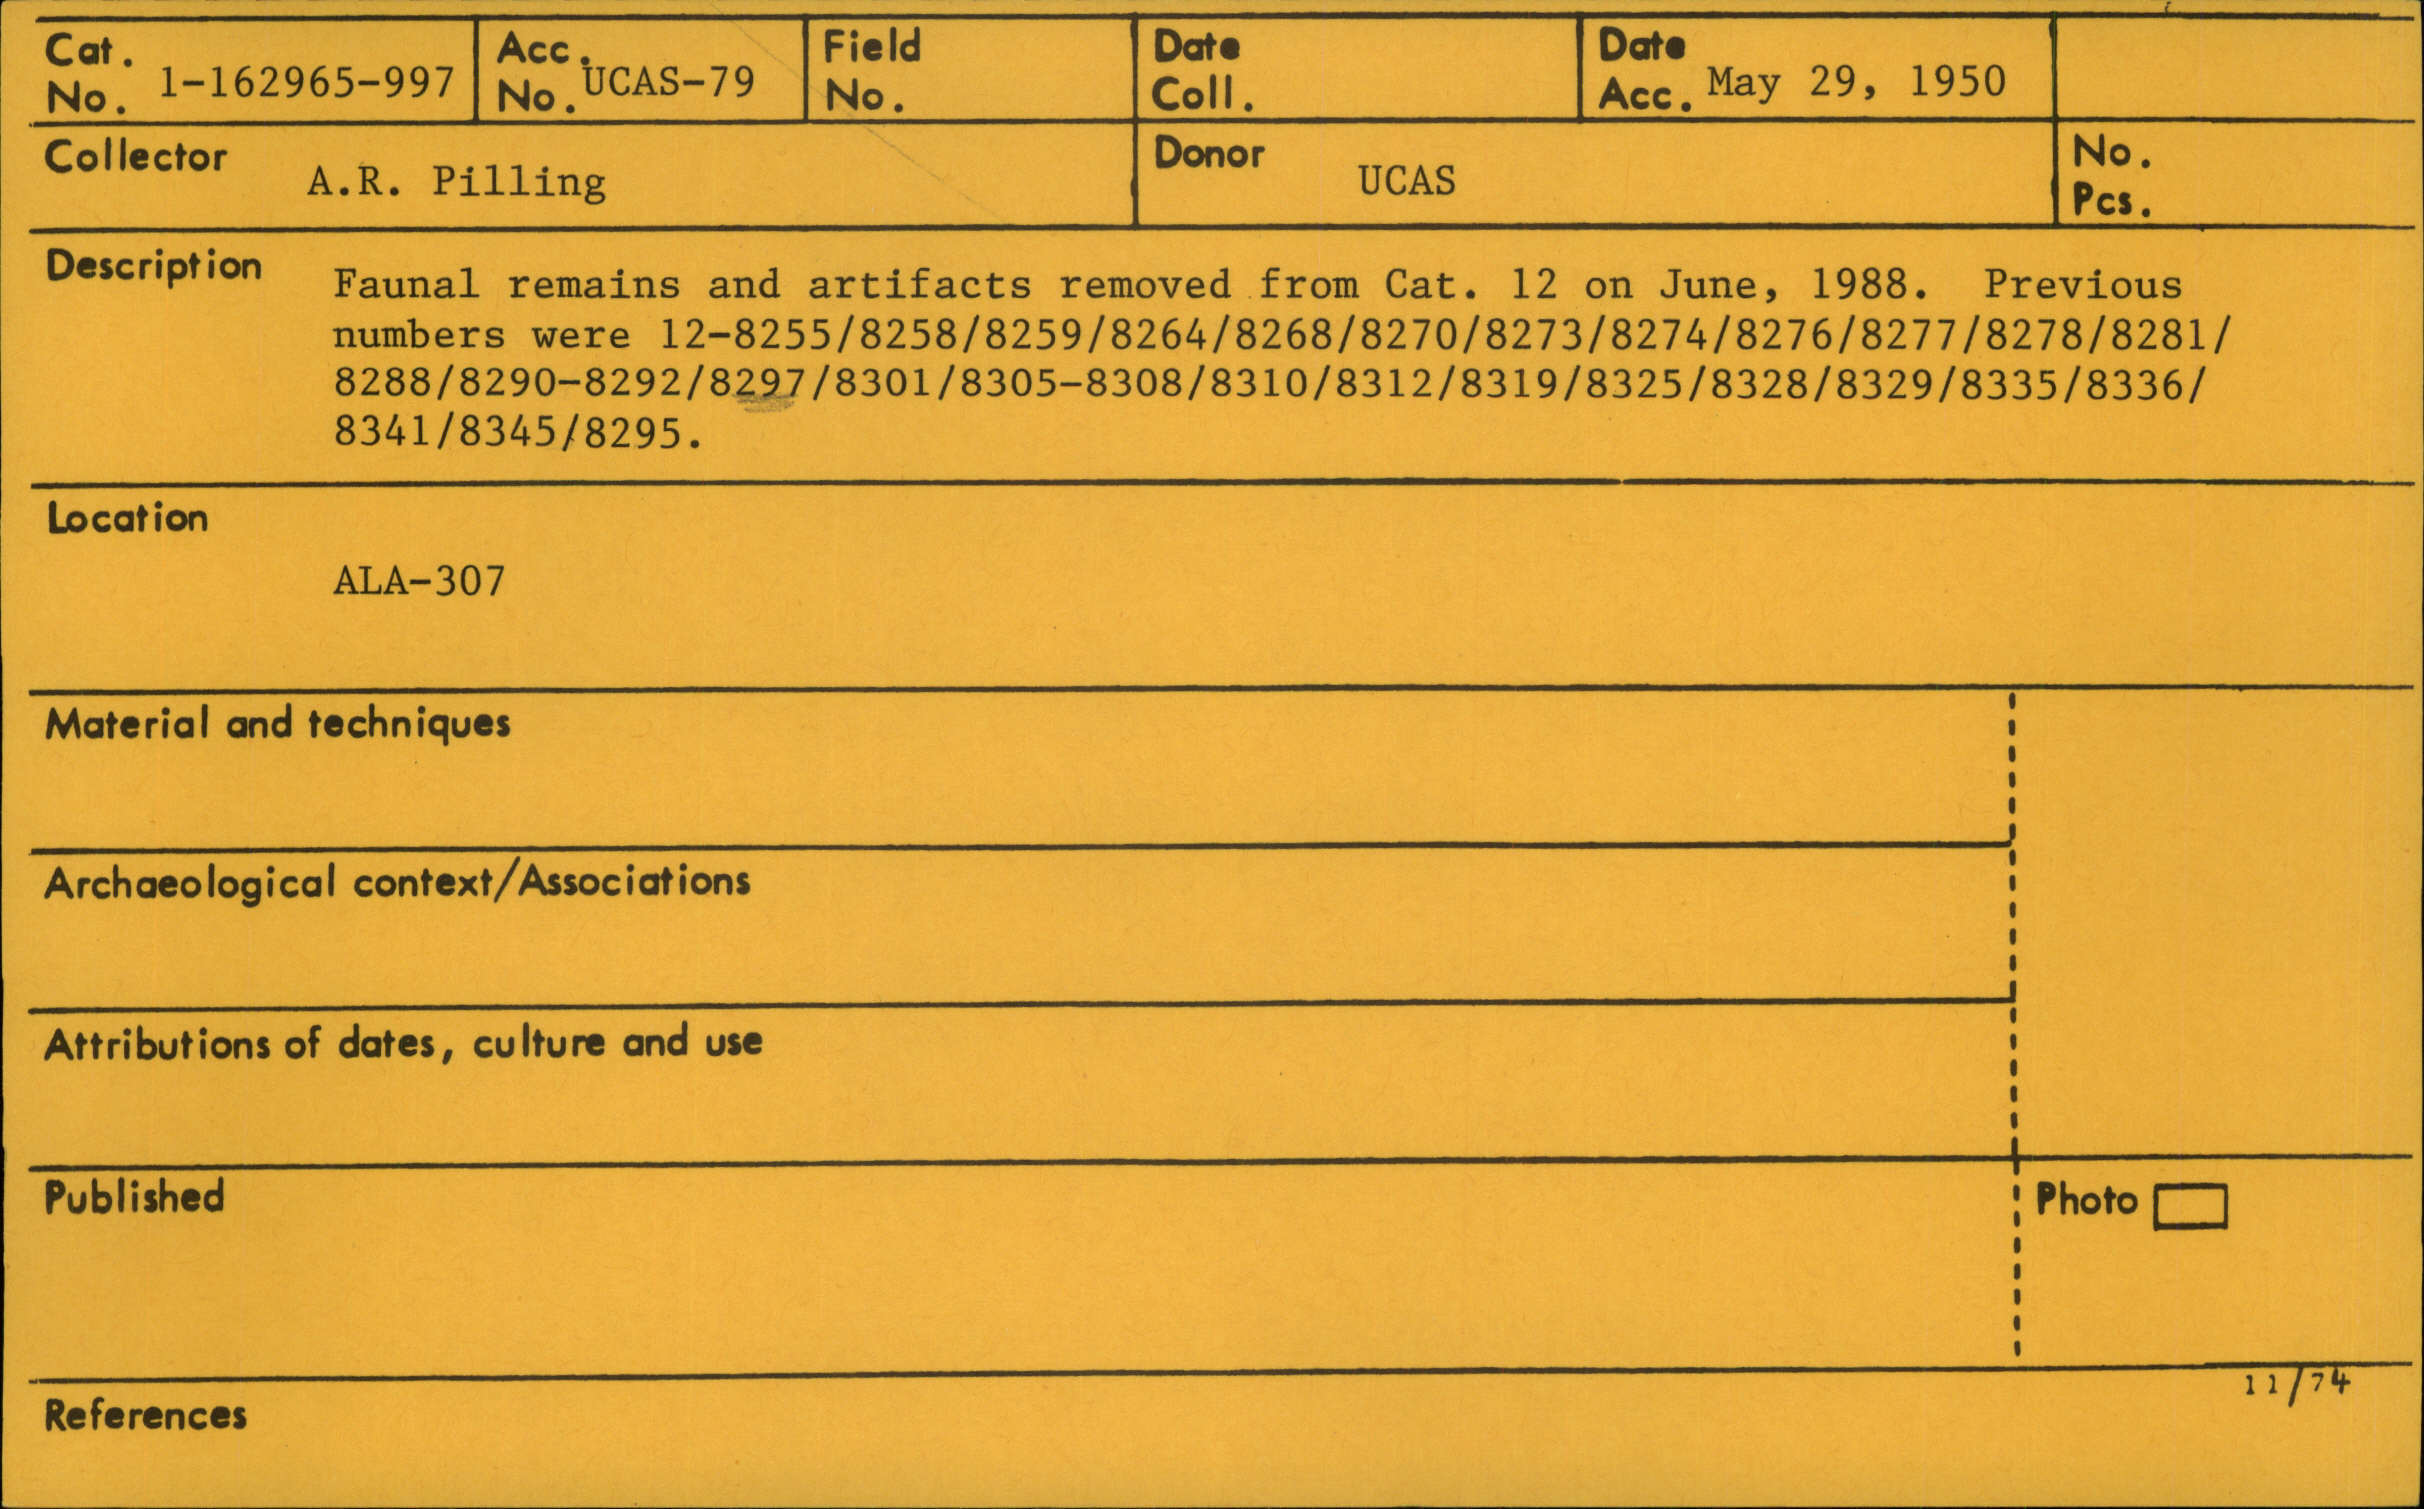 Cat. No. 1-162965-997 Acc. No. UCAS-79 Field No. Date Coll. Date Acc. May 29, 1950
Collector A.R. Pilling Donor UCAS No. Pcs.
Description Faunal remains and artifacts removed from Cat. 12 on June, 1988. Previous
numbers were 12-8255/8258/8259/8264/8268/8270/8273/8274/8276/8277/8278/8281/
8288/8290-8292/8297/8301/8305-8308/8310/8312/8319/8325/8328/8329/8335/8336/
8341/8345/8295.
Location
ALA-307
Material and techniques
Archaeological context/Associations
Attributions of dates, culture and use
Published
Photo
11/74
References